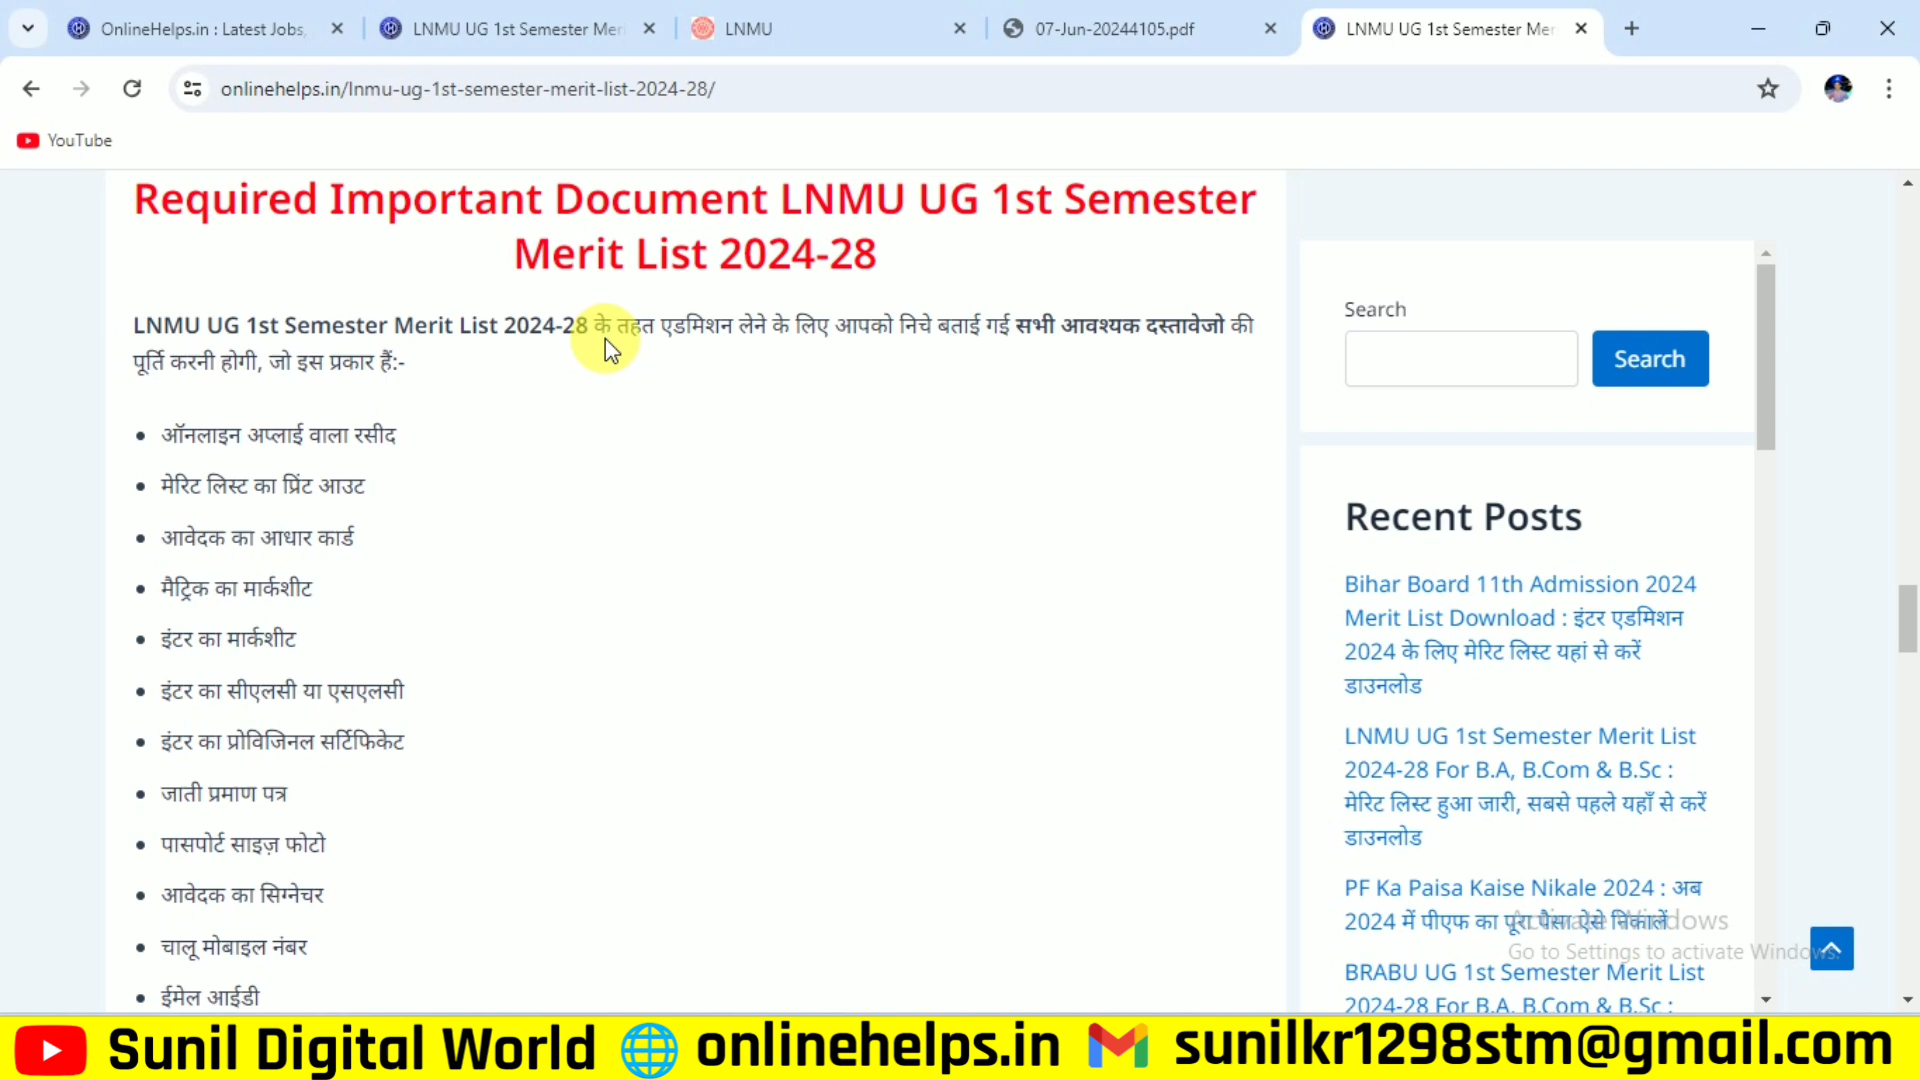 OnlineHelps.in : Latest Jobs,
LNMU UG 1st Semester Mer
LNMU
07-Jun-20244105.pdf
LNMU UG 1st Semester Mer
onlinehelps.in/lnmu-ug-1st-semester-merit-list-2024-28/
YouTube
Required Important Document LNMU UG 1st Semester
Merit List 2024-28
LNMU UG 1st Semester Merit List 2024-28 के तहत एडमिशन लेने के लिए आपको निचे बताई गई सभी आवश्यक दस्तावेजो की
पूर्ति करनी होगी, जो इस प्रकार हैं:-
• ऑनलाइन अप्लाई वाला रसीद
• मेरिट लिस्ट का प्रिंट आउट
• आवेदक का आधार कार्ड
• मैट्रिक का मार्कशीट
• इंटर का मार्कशीट
• इंटर का सीएलसी या एसएलसी
• इंटर का प्रोविजिनल सर्टिफिकेट
• जाती प्रमाण पत्र
• पासपोर्ट साइज़ फोटो
• आवेदक का सिग्नेचर
• चालू मोबाइल नंबर
• ईमेल आईडी
Search
Search
Recent Posts
Bihar Board 11th Admission 2024
Merit List Download : इंटर एडमिशन
2024 के लिए मेरिट लिस्ट यहां से करें
डाउनलोड
LNMU UG 1st Semester Merit List
2024-28 For B.A, B.Com & B.Sc :
मेरिट लिस्ट हुआ जारी, सबसे पहले यहाँ से करें
डाउनलोड
PF Ka Paisa Kaise Nikale 2024 : अब
2024 में पीएफ का पूरा पैसा ऐसे निकालें
Activate Windows
Go to Settings to activate Windows.
BRABU UG 1st Semester Merit List
2024-28 For B.A, B.Com & B.Sc :
Sunil Digital World
onlinehelps.in
sunilkr1298stm@gmail.com